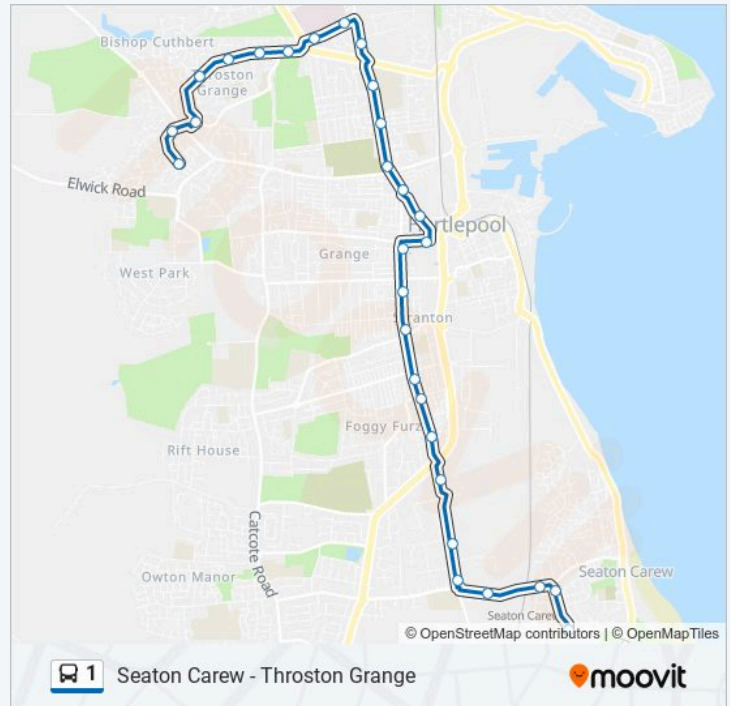 Bishop Cuthbert
Throston
Grange
Elwick Road
Hartlepool
Grange
West Park
Stranton
Foggy Furz
Rift House
Catcote Road
Owton Manor
Seaton Carew
Seaton Carew
© OpenStreetMap contributors | © OpenMapTiles
1 Seaton Carew - Throston Grange
moovit